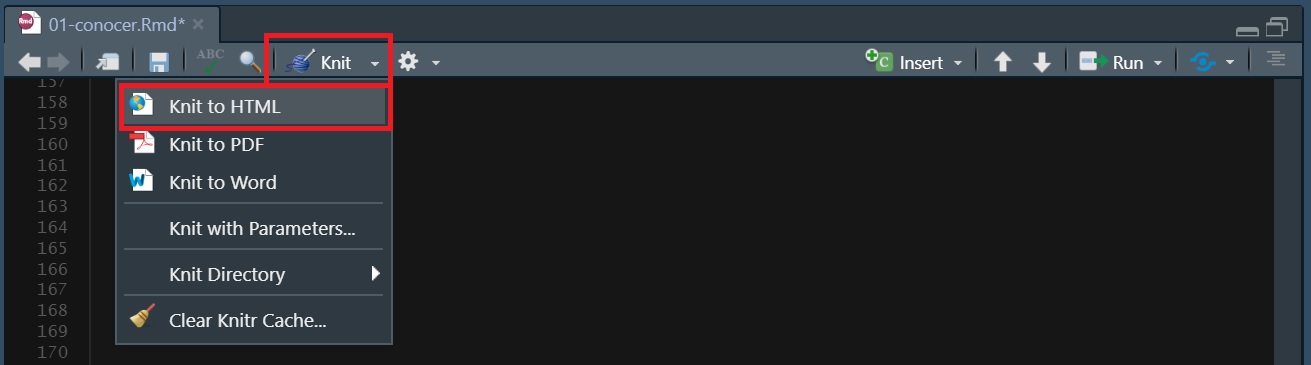 Rmd 01-conocer.Rmd* ×
ABC Knit Insert Run
157
158
159
160
161
162
163
164
165
166
167
168
169
170
Knit to HTML
Knit to PDF
Knit to Word
Knit with Parameters...
Knit Directory
Clear Knitr Cache...